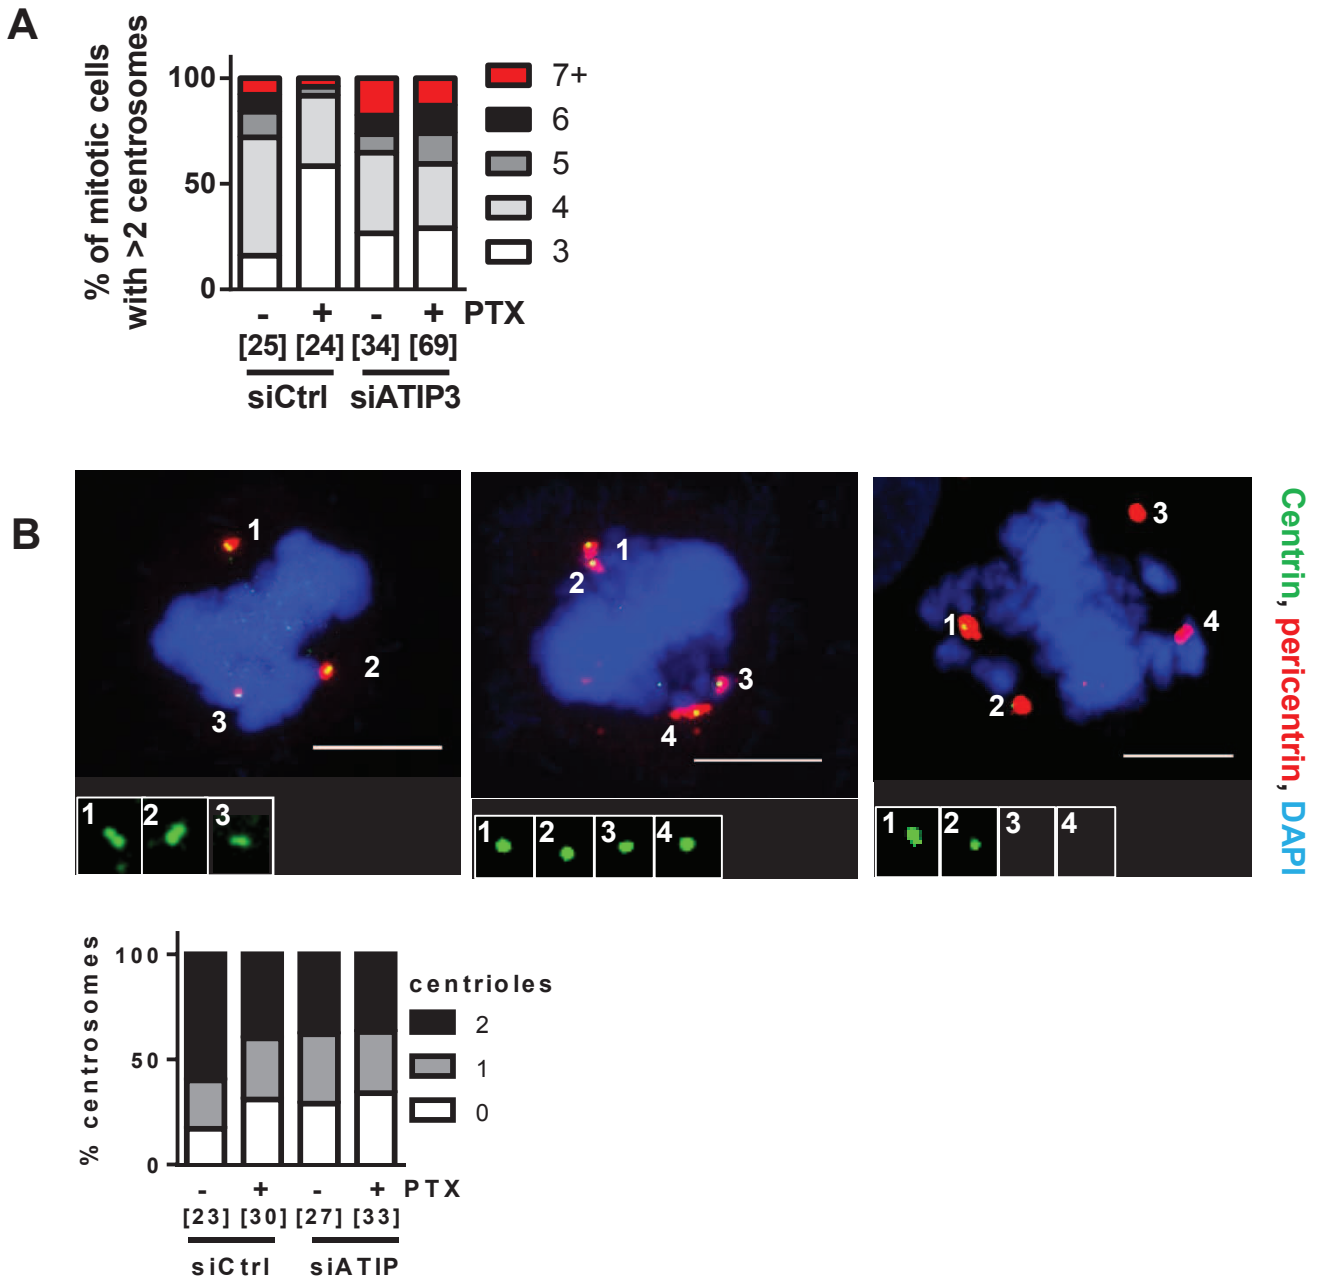 A
% of mitotic cells
with >2 centrosomes
100
50
0
7+
6
5
4
3
- + - + PTX
[25] [24] [34] [69]
siCtrl siATIP3
B
1
2
3
1
2
3
4
1
2
3
4
1 2 3
1 2 3 4
1 2 3 4
Centrin, pericentrin, DAPI
% centrosomes
100
50
0
centrioles
2
1
0
- + - + PTX
[23] [30] [27] [33]
siCtrl siATIP